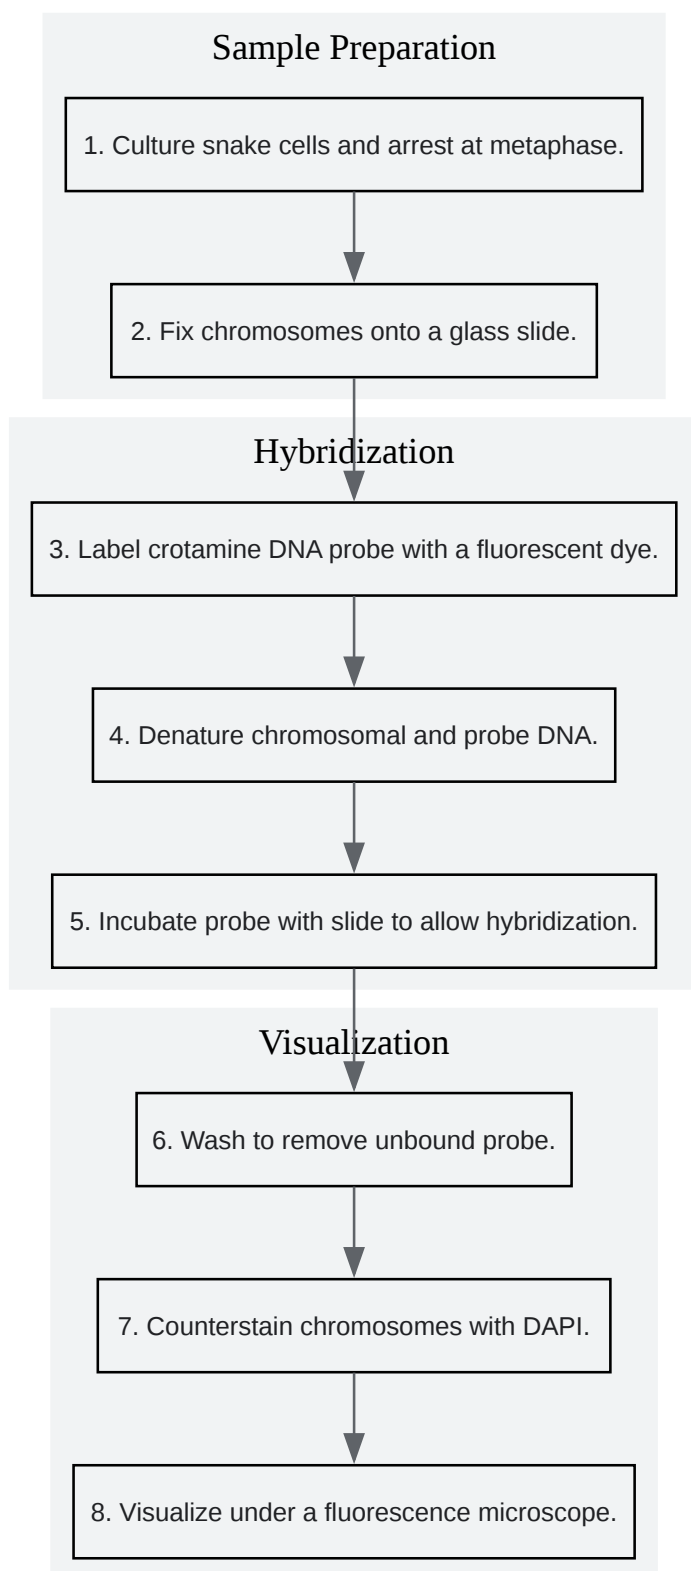 Sample Preparation
1. Culture snake cells and arrest at metaphase.
2. Fix chromosomes onto a glass slide.
Hybridization
3. Label crotamine DNA probe with a fluorescent dye.
4. Denature chromosomal and probe DNA.
5. Incubate probe with slide to allow hybridization.
Visualization
6. Wash to remove unbound probe.
7. Counterstain chromosomes with DAPI.
8. Visualize under a fluorescence microscope.